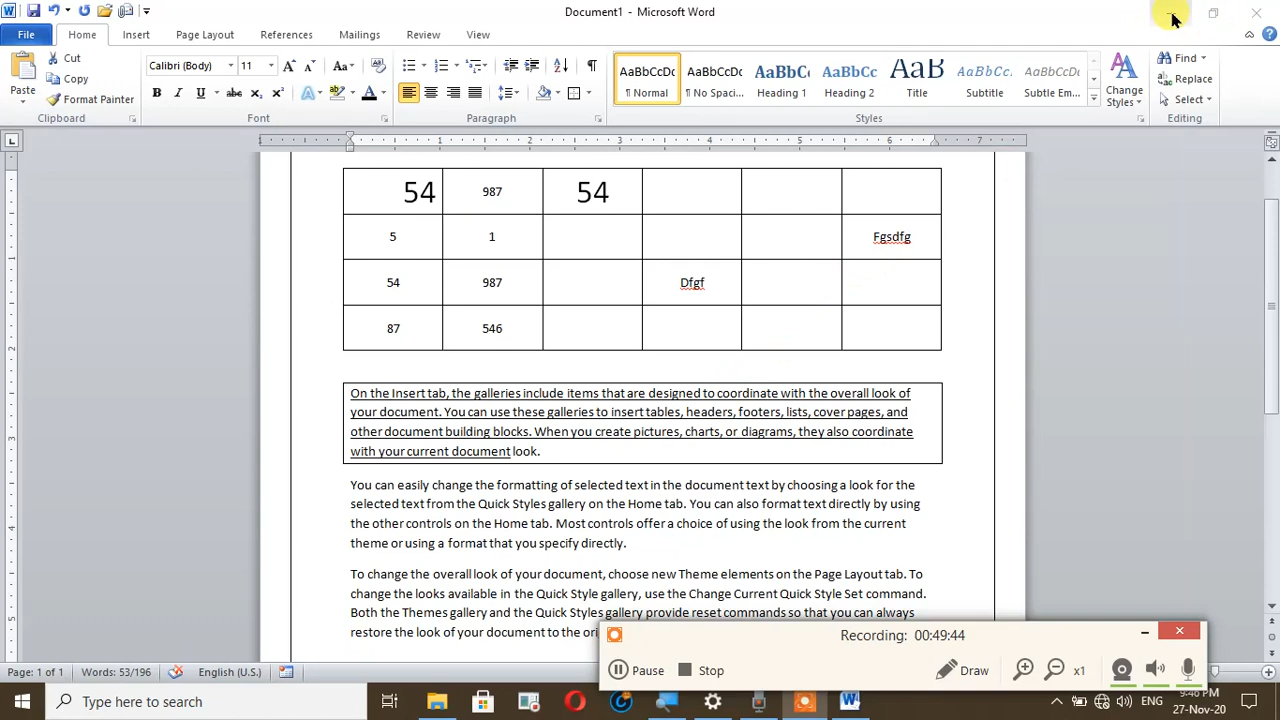 Document1 - Microsoft Word
File Home Insert Page Layout References Mailings Review View
Paste Cut Copy Format Painter
Calibri (Body) 11
AaBbCcDc AaBbCcDc AaBbCc AaBbCc AaB AaBbCcL AaBbCcDc
¶ Normal ¶ No Spaci... Heading 1 Heading 2 Title Subtitle Subtle Em...
Change Styles Find Replace Select
Clipboard Font Paragraph Styles Editing
1 1 2 3 4 5 6 7
54 987 54
5 1 Fgsdfg
54 987 Dfgf
87 546
On the Insert tab, the galleries include items that are designed to coordinate with the overall look of
your document. You can use these galleries to insert tables, headers, footers, lists, cover pages, and
other document building blocks. When you create pictures, charts, or diagrams, they also coordinate
with your current document look.
You can easily change the formatting of selected text in the document text by choosing a look for the
selected text from the Quick Styles gallery on the Home tab. You can also format text directly by using
the other controls on the Home tab. Most controls offer a choice of using the look from the current
theme or using a format that you specify directly.
To change the overall look of your document, choose new Theme elements on the Page Layout tab. To
change the looks available in the Quick Style gallery, use the Change Current Quick Style Set command.
Both the Themes gallery and the Quick Styles gallery provide reset commands so that you can always
restore the look of your document to the ori
Recording: 00:49:44
Pause Stop Draw x1
Page: 1 of 1 Words: 53/196 English (U.S.)
Type here to search
ENG
9:46 PM
27-Nov-20